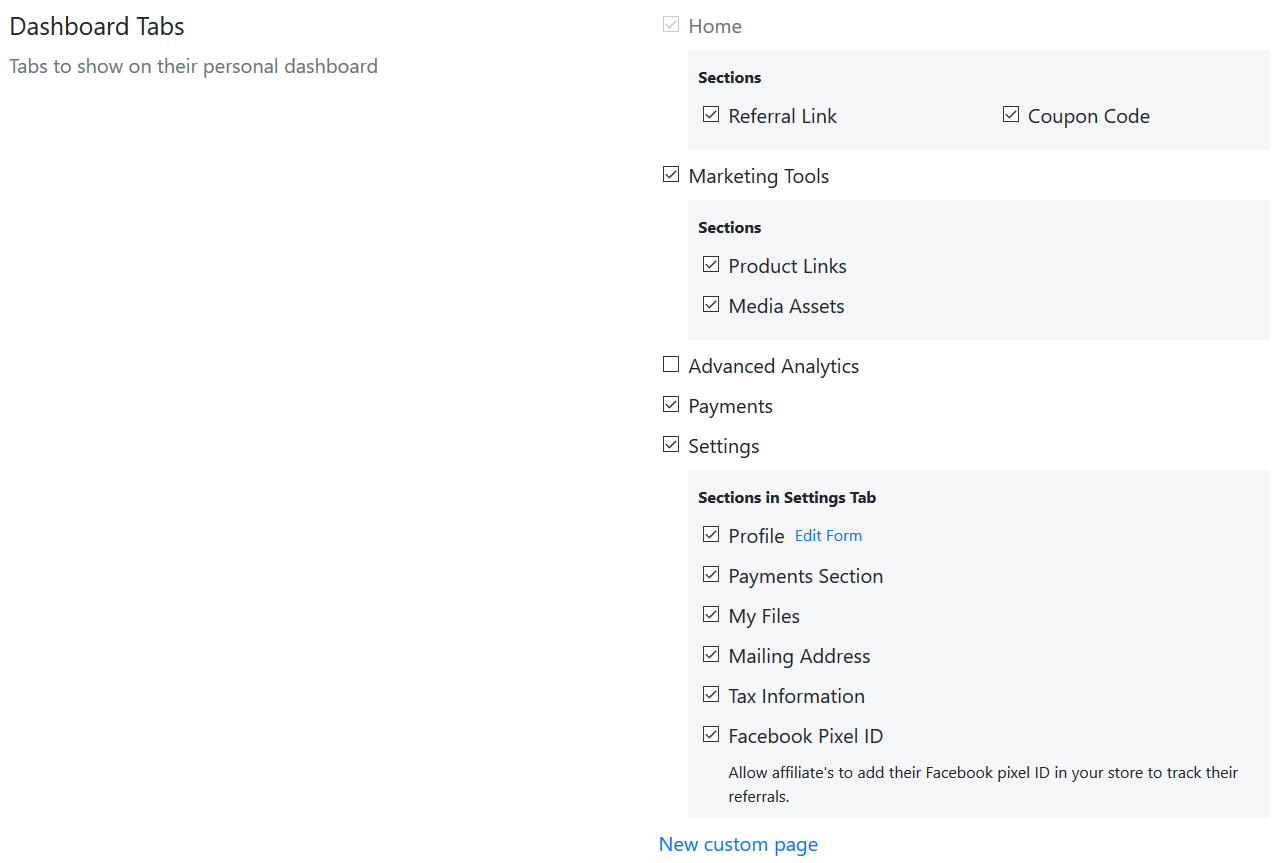 Dashboard Tabs
Tabs to show on their personal dashboard
Home
Sections
Referral Link
Coupon Code
Marketing Tools
Sections
Product Links
Media Assets
Advanced Analytics
Payments
Settings
Sections in Settings Tab
Profile Edit Form
Payments Section
My Files
Mailing Address
Tax Information
Facebook Pixel ID
Allow affiliate's to add their Facebook pixel ID in your store to track their
referrals.
New custom page